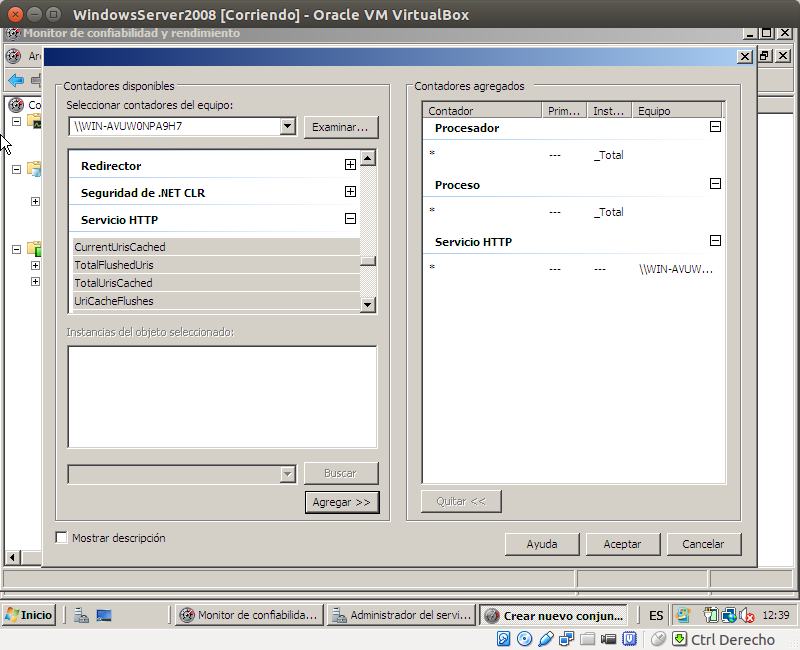 WindowsServer2008 [Corriendo] - Oracle VM VirtualBox
Monitor de confiabilidad y rendimiento
Co
Contadores disponibles
Seleccionar contadores del equipo:
\\WIN-AVUW0NPA9H7
Examinar...
Redirector
Seguridad de .NET CLR
Servicio HTTP
CurrentUrisCached
TotalFlushedUris
TotalUrisCached
UriCacheFlushes
Instancias del objeto seleccionado:
Buscar
Agregar >>
Mostrar descripción
Contadores agregados
Contador Prim... Inst... Equipo
Procesador
* --- _Total
Proceso
* --- _Total
Servicio HTTP
* --- --- \\WIN-AVUW...
Quitar <<
Ayuda Aceptar Cancelar
Inicio Monitor de confiabilida... Administrador del servi... Crear nuevo conjun... ES 12:39
Ctrl Derecho